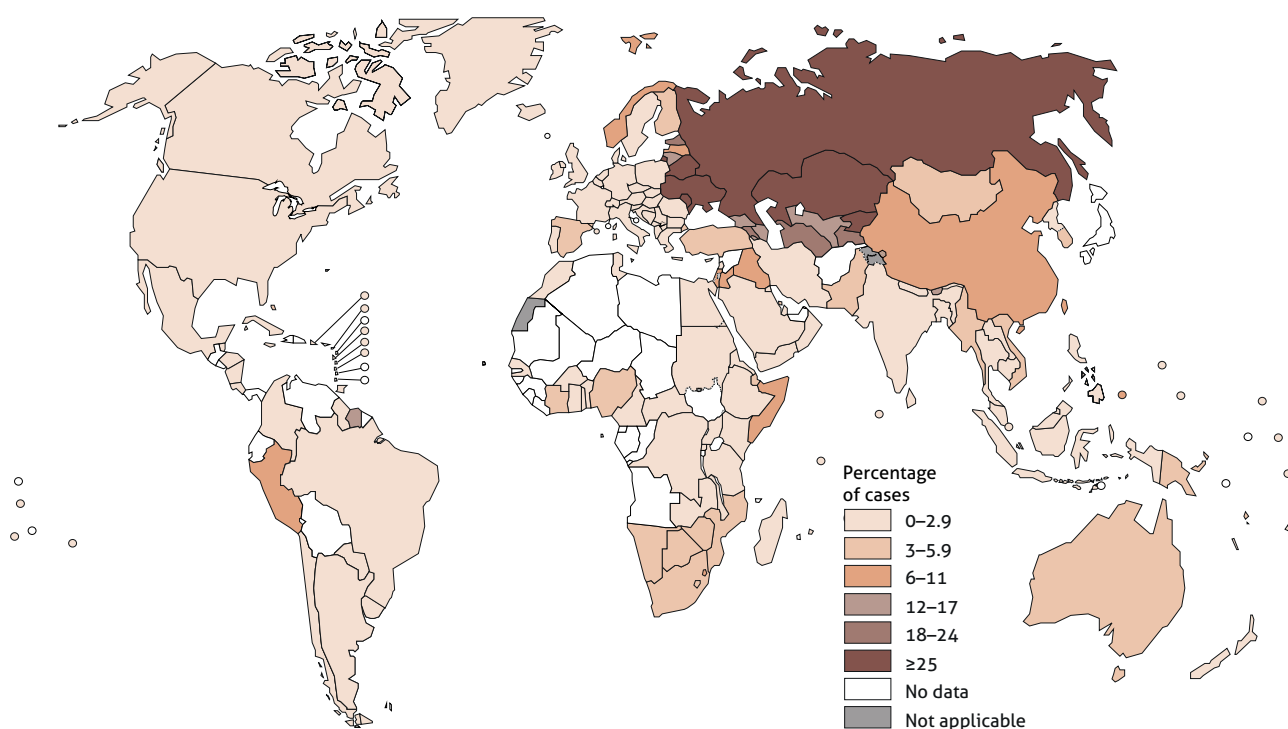 Percentage
of cases
0–2.9
3–5.9
6–11
12–17
18–24
≥25
No data
Not applicable